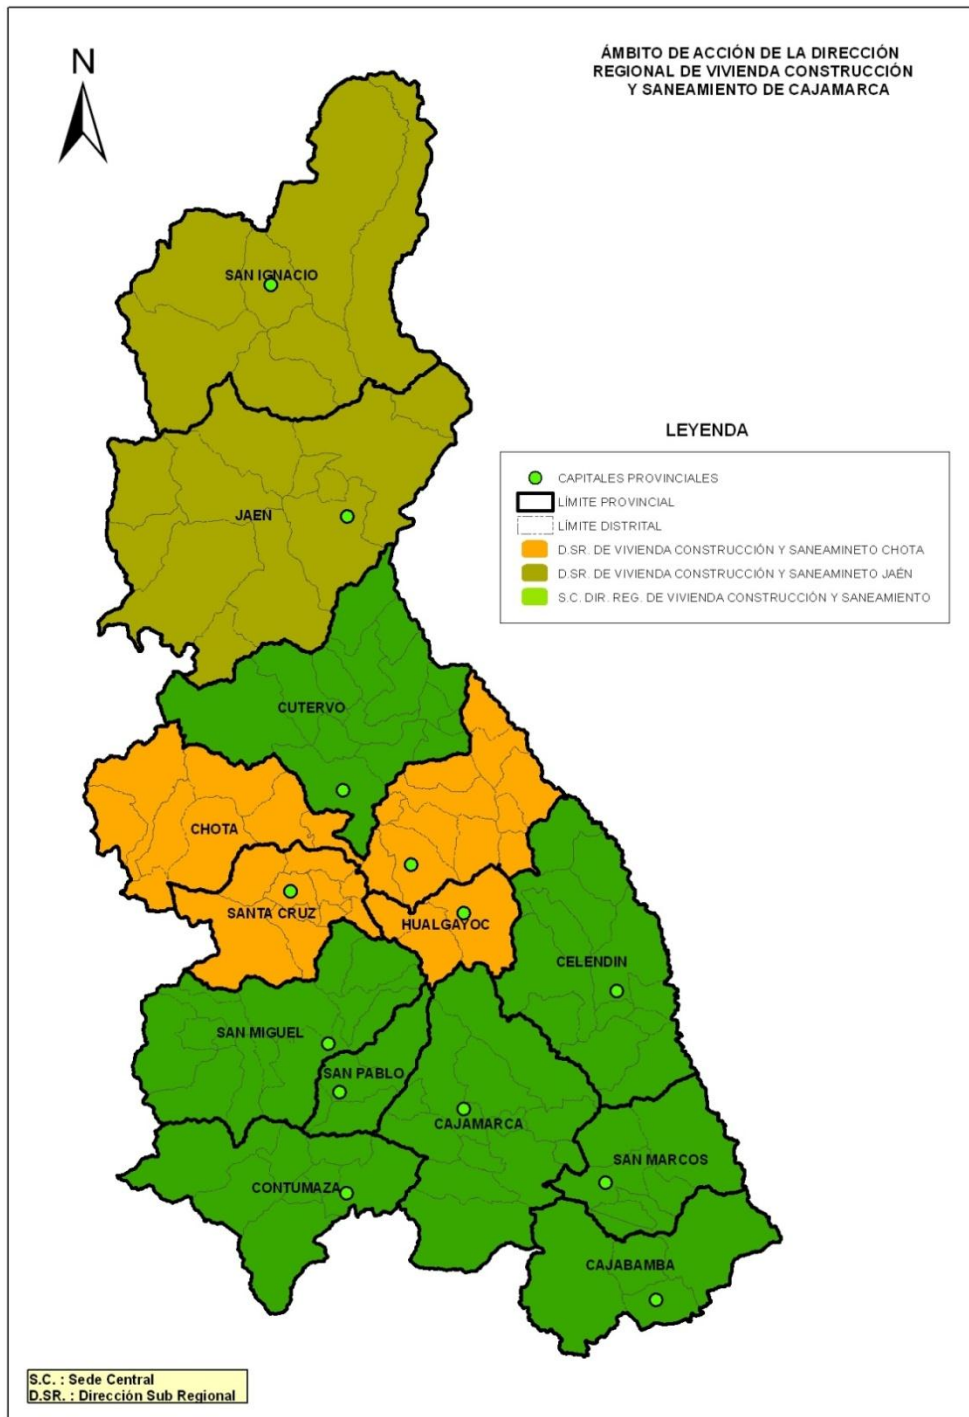 N
ÁMBITO DE ACCIÓN DE LA DIRECCIÓN
REGIONAL DE VIVIENDA CONSTRUCCIÓN
Y SANEAMIENTO DE CAJAMARCA
SAN IGNACIO
JAEN
LEYENDA
CAPITALES PROVINCIALES
LÍMITE PROVINCIAL
LÍMITE DISTRITAL
D.SR. DE VIVIENDA CONSTRUCCIÓN Y SANEAMINETO CHOTA
D.SR. DE VIVIENDA CONSTRUCCIÓN Y SANEAMINETO JAÉN
S.C. DIR. REG. DE VIVIENDA CONSTRUCCIÓN Y SANEAMIENTO
CUTERVO
CHOTA
SANTA CRUZ
HUALGAYOC
CELENDIN
SAN MIGUEL
SAN PABLO
CAJAMARCA
SAN MARCOS
CONTUMAZA
CAJABAMBA
S.C. : Sede Central
D.SR. : Dirección Sub Regional